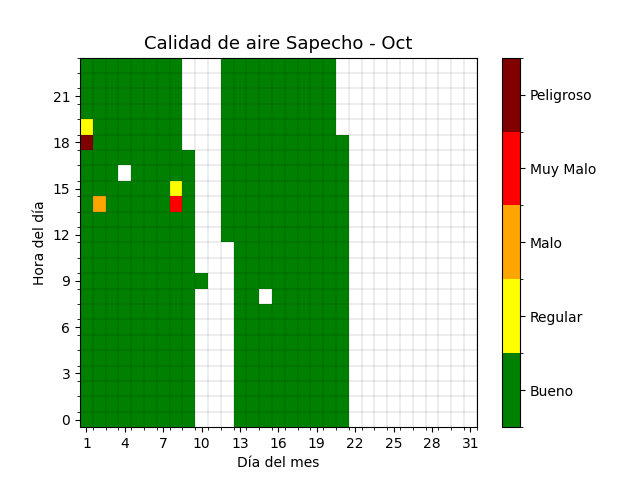 Calidad de aire Sapecho - Oct
Hora del día
21
18
15
12
9
6
3
0
1 4 7 10 13 16 19 22 25 28 31
Día del mes
Peligroso
Muy Malo
Malo
Regular
Bueno